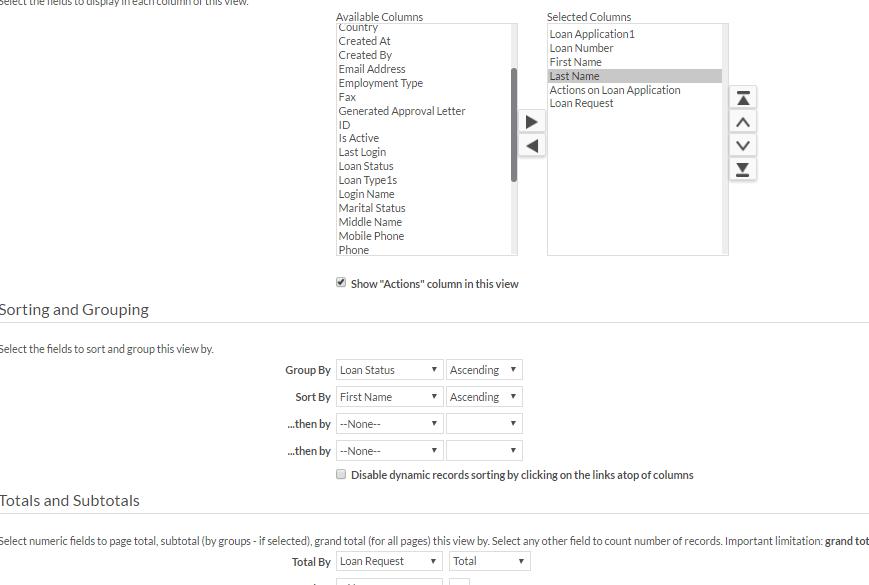 Select the fields to display in each column of this view.
Available Columns
Selected Columns
Country
Created At
Created By
Email Address
Employment Type
Fax
Generated Approval Letter
ID
Is Active
Last Login
Loan Status
Loan Type1s
Login Name
Marital Status
Middle Name
Mobile Phone
Phone
Loan Application1
Loan Number
First Name
Last Name
Actions on Loan Application
Loan Request
Show "Actions" column in this view
Sorting and Grouping
Select the fields to sort and group this view by.
Group By Loan Status Ascending
Sort By First Name Ascending
...then by --None--
...then by --None--
Disable dynamic records sorting by clicking on the links atop of columns
Totals and Subtotals
Select numeric fields to page total, subtotal (by groups - if selected), grand total (for all pages) this view by. Select any other field to count number of records. Important limitation: grand tot
Total By Loan Request Total